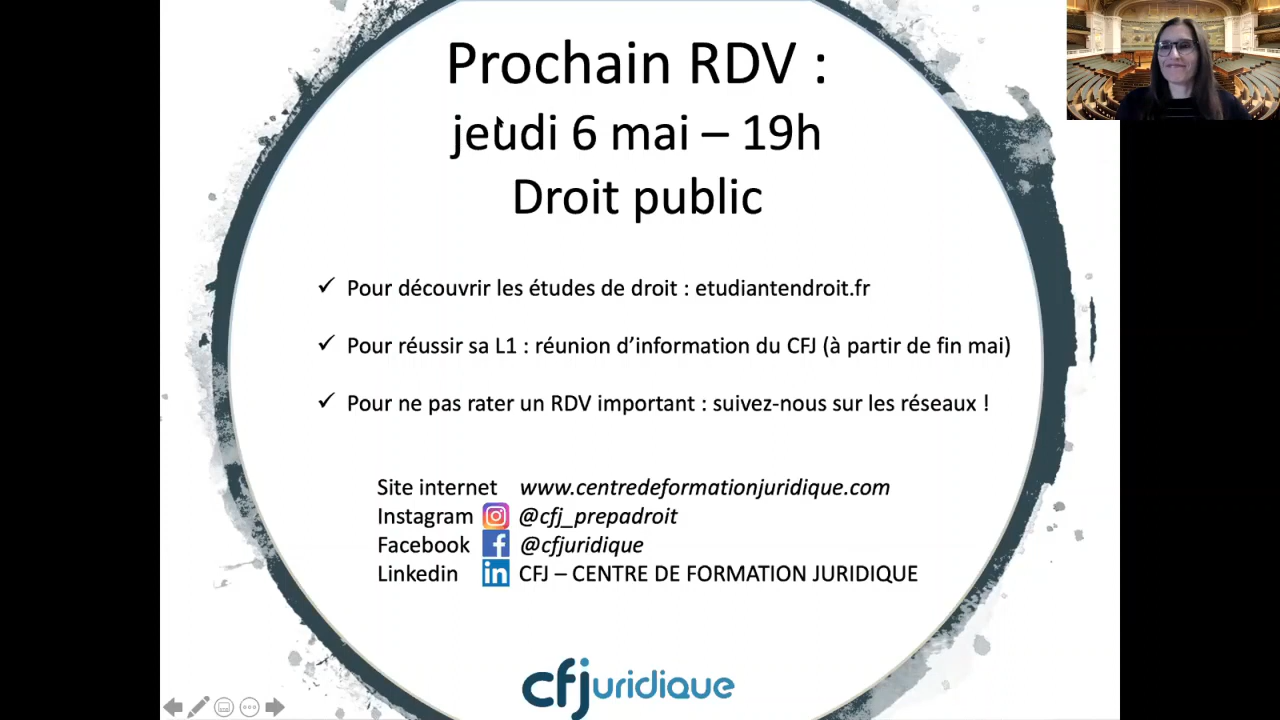 Prochain RDV :
jeudi 6 mai – 19h
Droit public
✓ Pour découvrir les études de droit : etudiantendroit.fr
✓ Pour réussir sa L1 : réunion d’information du CFJ (à partir de fin mai)
✓ Pour ne pas rater un RDV important : suivez-nous sur les réseaux !
Site internet www.centredeformationjuridique.com
Instagram @cfj_prepadroit
Facebook @cfjuridique
Linkedin in CFJ – CENTRE DE FORMATION JURIDIQUE
cfjuridique